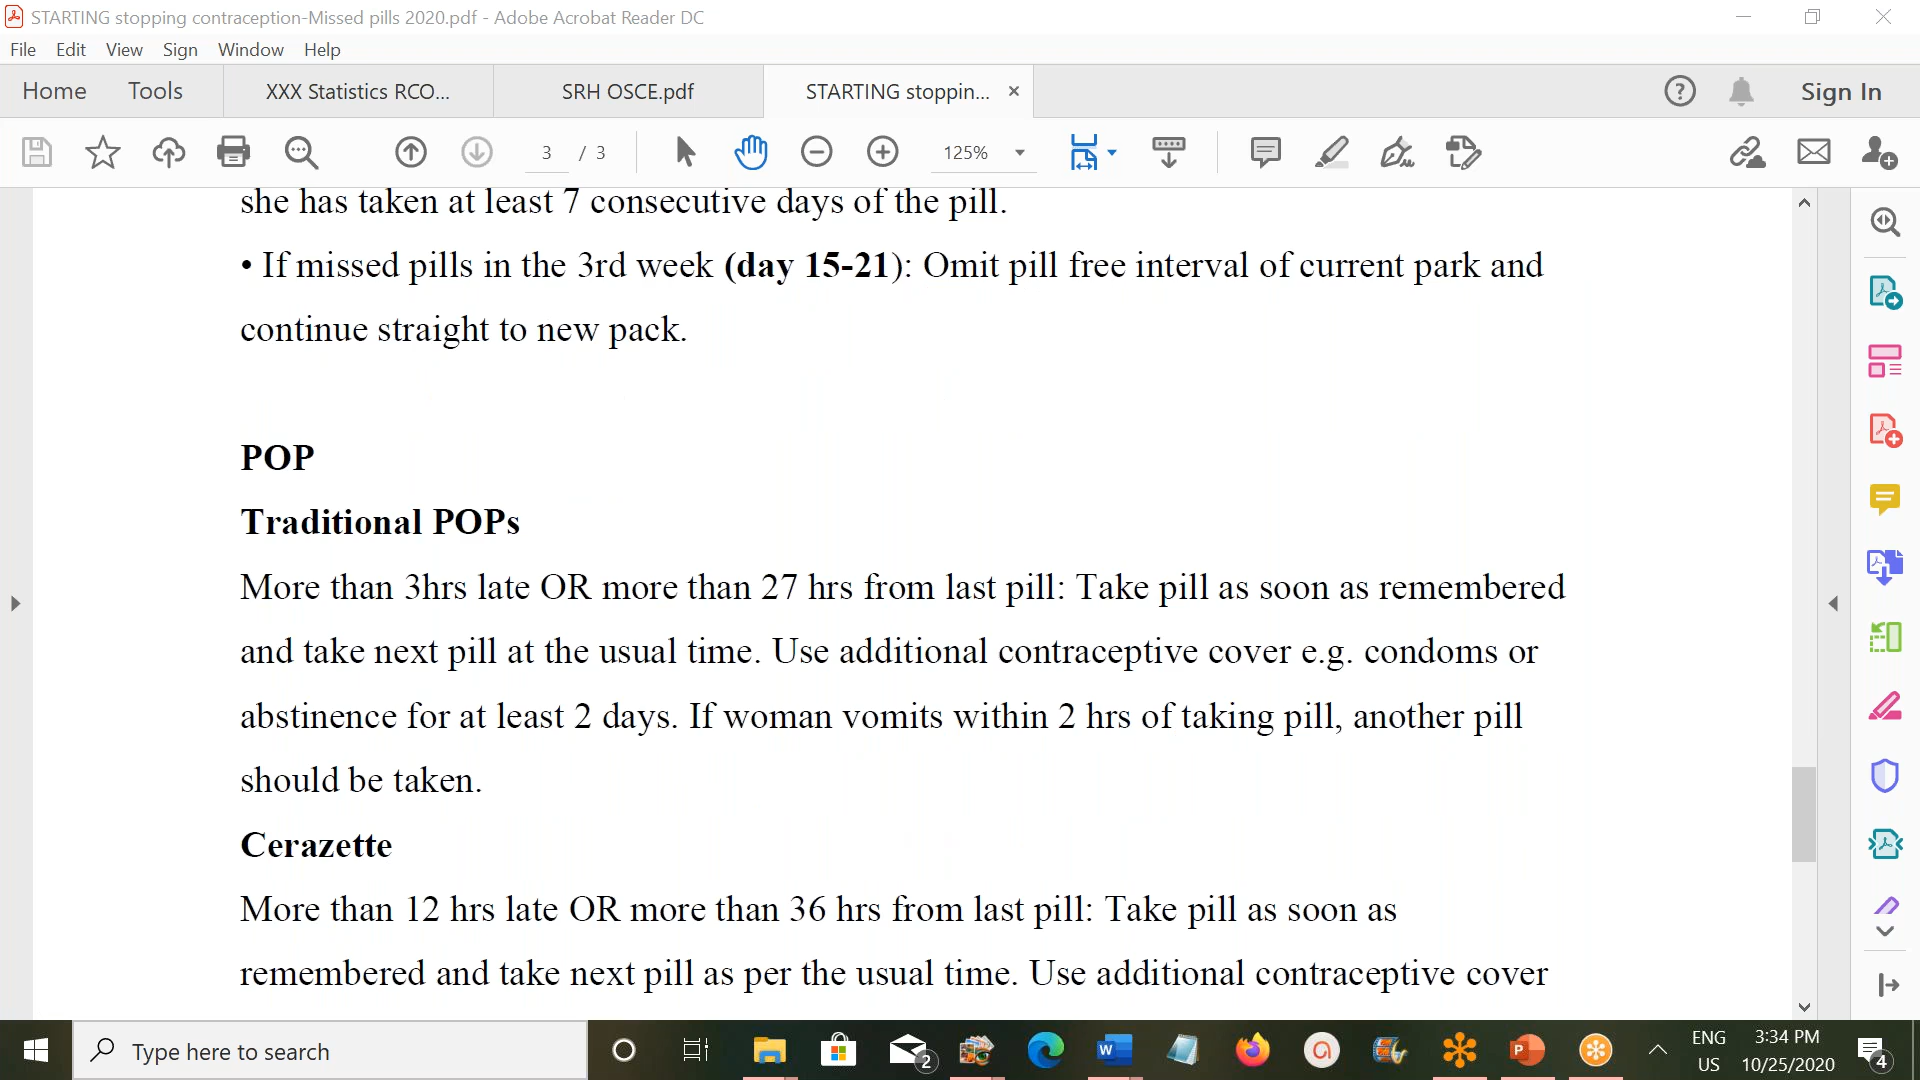 STARTING stopping contraception-Missed pills 2020.pdf - Adobe Acrobat Reader DC
File Edit View Sign Window Help
Home Tools XXX Statistics RCO... SRH OSCE.pdf STARTING stoppin... × Sign In
3 / 3 125%
she has taken at least 7 consecutive days of the pill.
• If missed pills in the 3rd week (day 15-21): Omit pill free interval of current park and
continue straight to new pack.
POP
Traditional POPs
More than 3hrs late OR more than 27 hrs from last pill: Take pill as soon as remembered
and take next pill at the usual time. Use additional contraceptive cover e.g. condoms or
abstinence for at least 2 days. If woman vomits within 2 hrs of taking pill, another pill
should be taken.
Cerazette
More than 12 hrs late OR more than 36 hrs from last pill: Take pill as soon as
remembered and take next pill as per the usual time. Use additional contraceptive cover
Type here to search
2
ENG
US
3:34 PM
10/25/2020
4